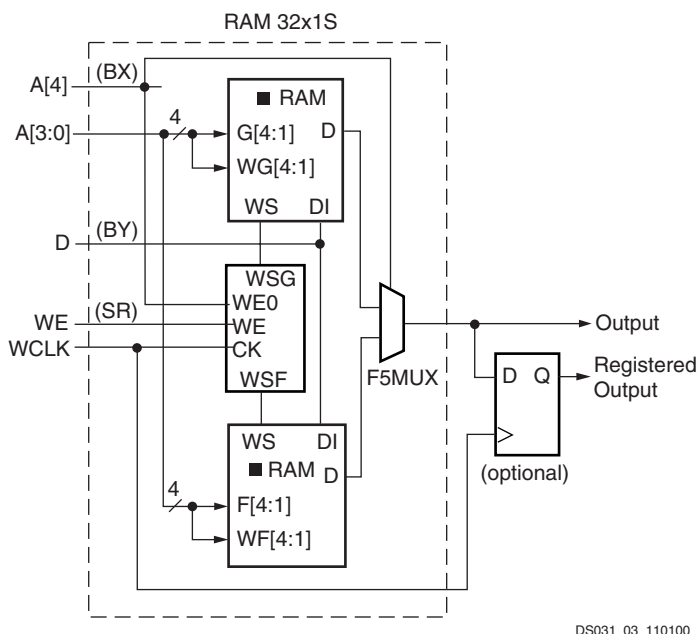 RAM 32x1S
A[4]
(BX)
RAM
A[3:0]
4
G[4:1]
D
WG[4:1]
WS
DI
D
(BY)
WSG
WE0
WE
(SR)
WE
WCLK
CK
WSF
F5MUX
Output
D
Q
Registered
Output
(optional)
WS
DI
RAM
D
4
F[4:1]
WF[4:1]
DS031_03_110100